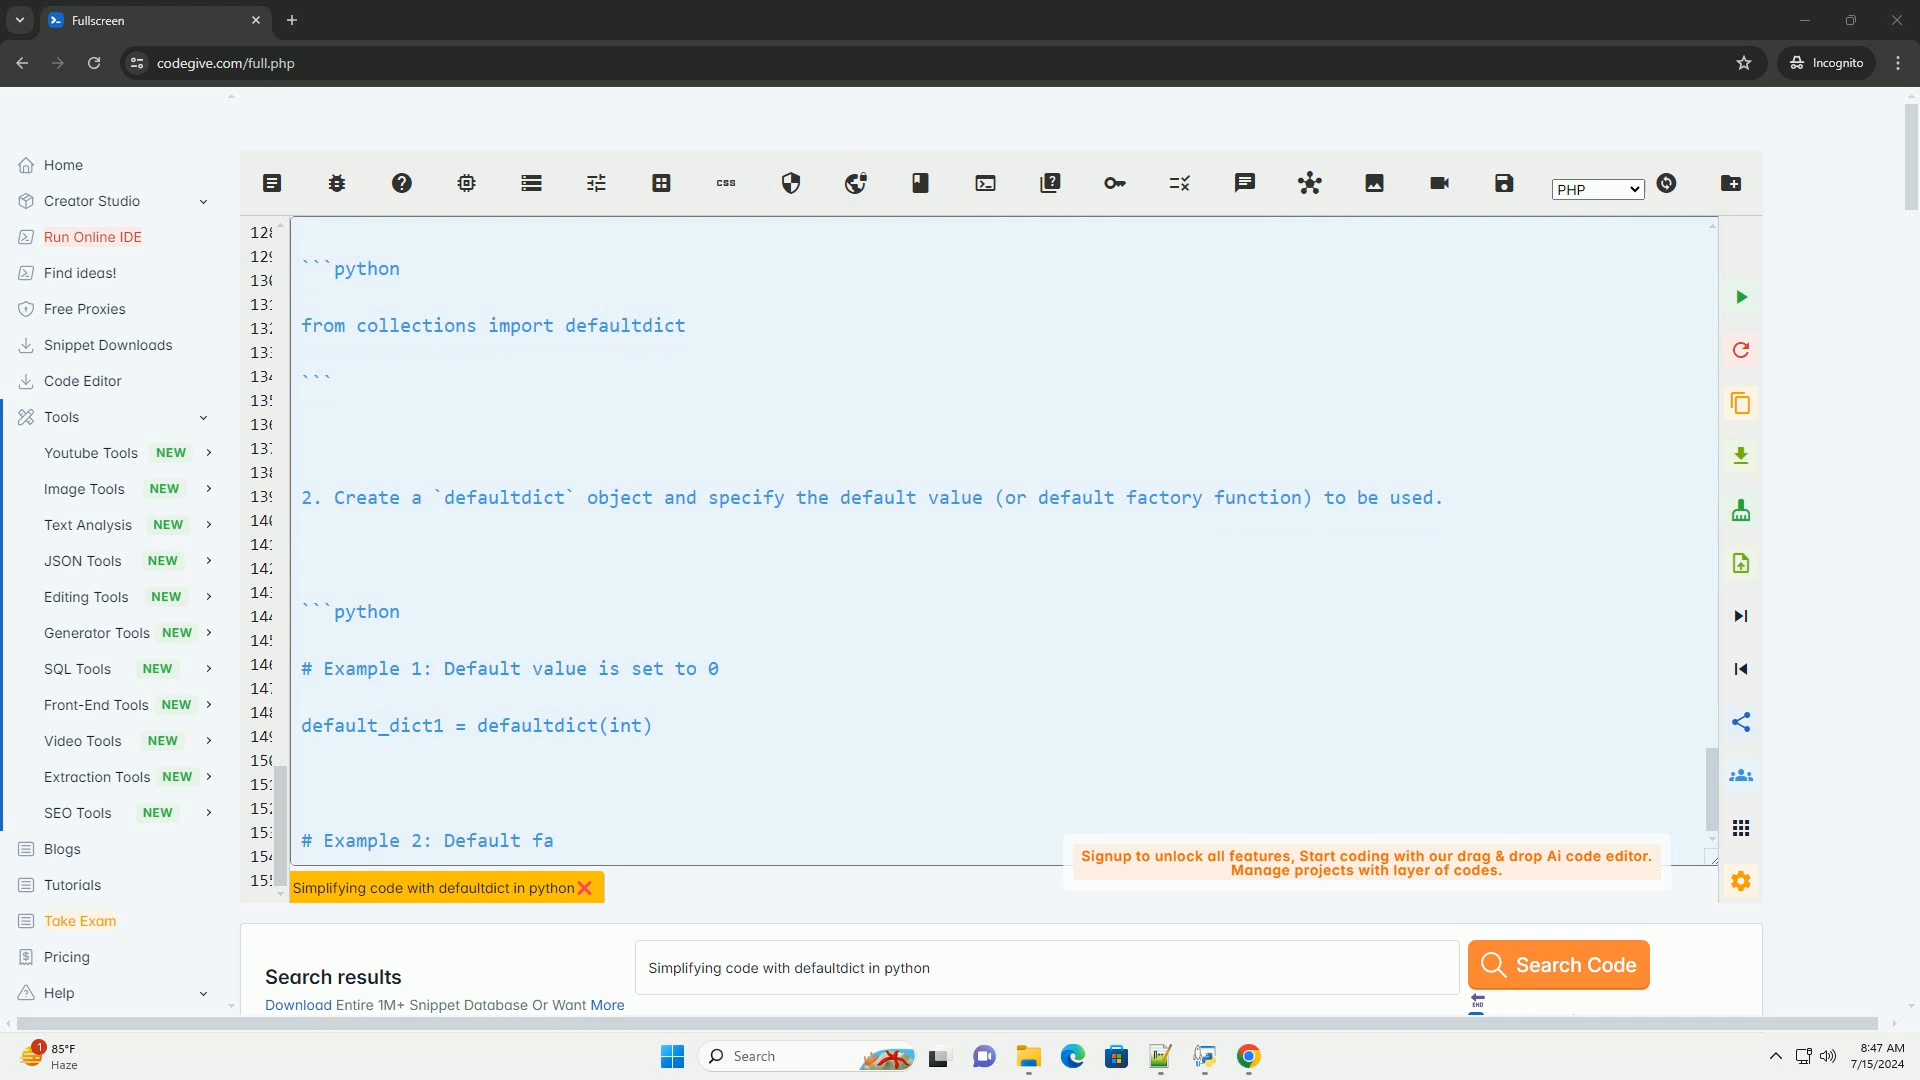 Fullscreen
codegive.com/full.php
Incognito
Home
Creator Studio
Run Online IDE
Find ideas!
Free Proxies
Snippet Downloads
Code Editor
Tools
Youtube Tools NEW
Image Tools NEW
Text Analysis NEW
JSON Tools NEW
Editing Tools NEW
Generator Tools NEW
SQL Tools NEW
Front-End Tools NEW
Video Tools NEW
Extraction Tools NEW
SEO Tools NEW
Blogs
Tutorials
Take Exam
Pricing
Help
css
PHP
```python
from collections import defaultdict
```
2. Create a `defaultdict` object and specify the default value (or default factory function) to be used.
```python
# Example 1: Default value is set to 0
default_dict1 = defaultdict(int)
# Example 2: Default fa
Signup to unlock all features, Start coding with our drag & drop Ai code editor.
Manage projects with layer of codes.
Simplifying code with defaultdict in python
Search results
Download Entire 1M+ Snippet Database Or Want More
Simplifying code with defaultdict in python
Search Code
END
1
85°F
Haze
Search
8:47 AM
7/15/2024